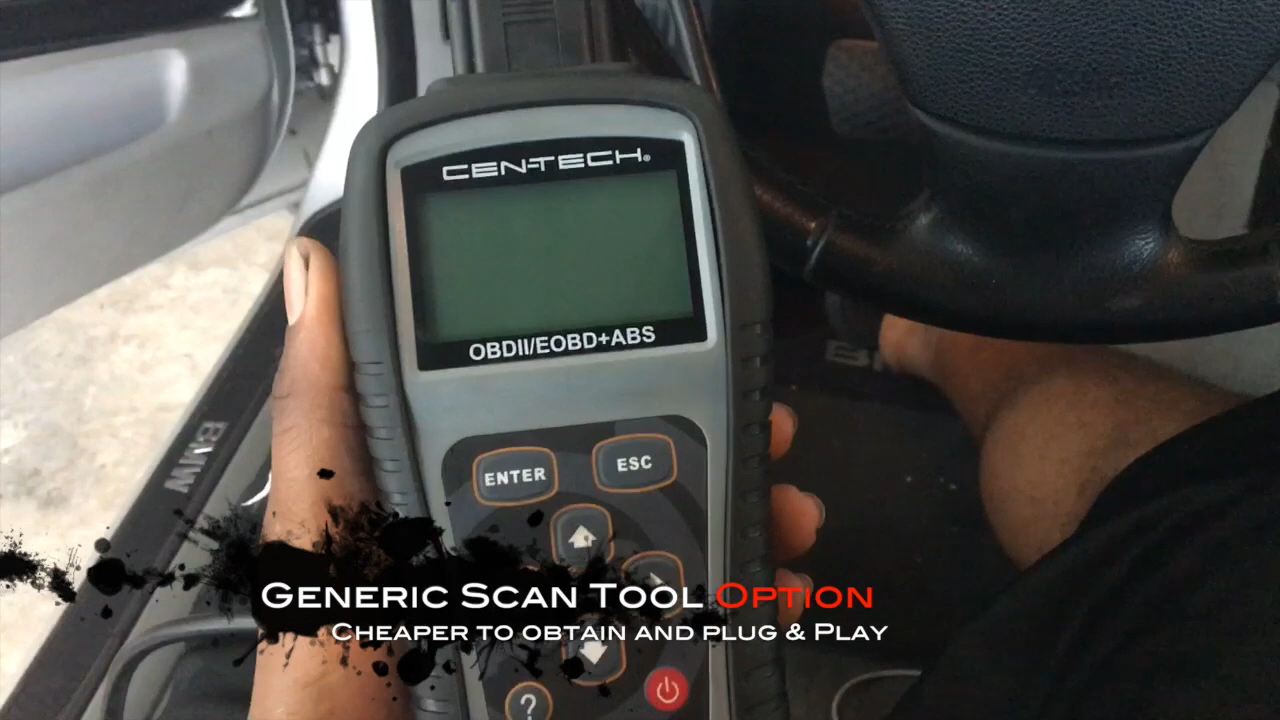 CEN-TECH®
OBDII/EOBD+ABS
ENTER
ESC
BMW
GENERIC SCAN TOOL OPTION
CHEAPER TO OBTAIN AND PLUG & PLAY
?